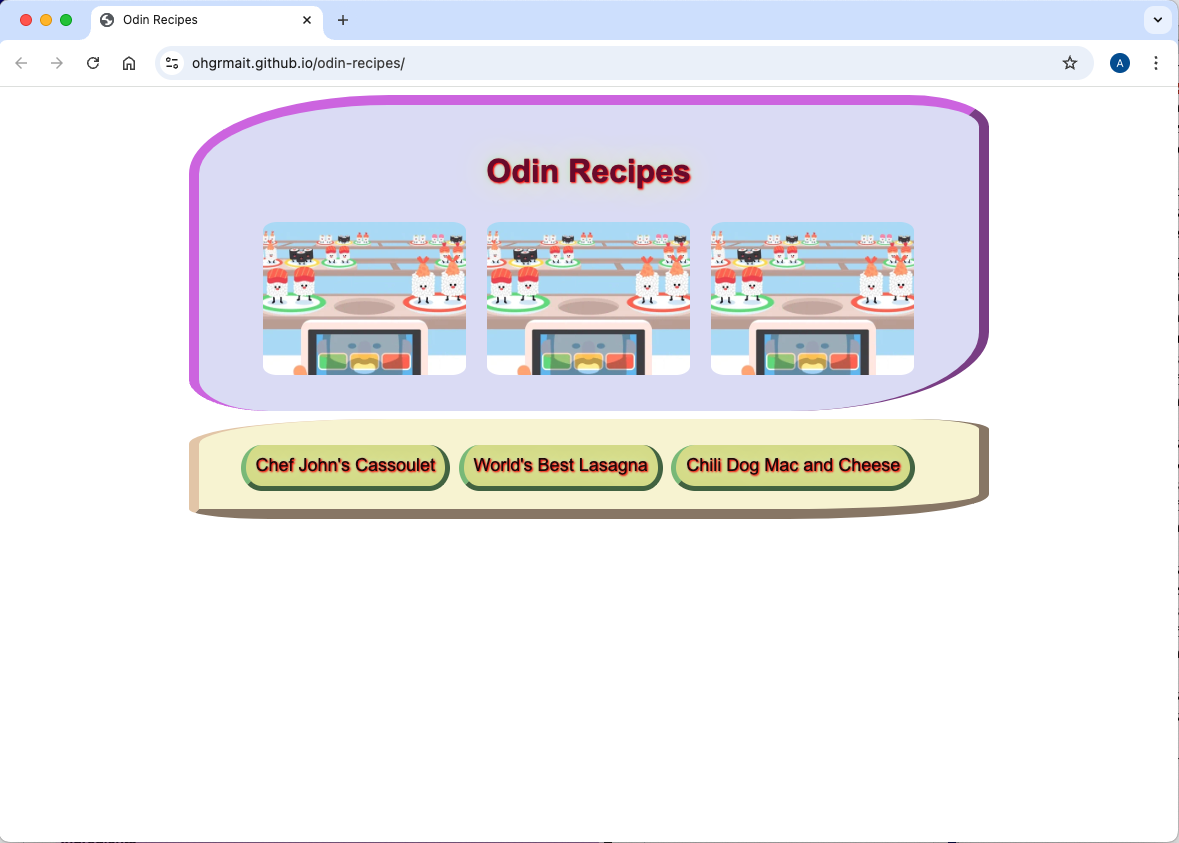 Odin Recipes
ohgrmait.github.io/odin-recipes/
A
Odin Recipes
Chef John's Cassoulet
World's Best Lasagna
Chili Dog Mac and Cheese